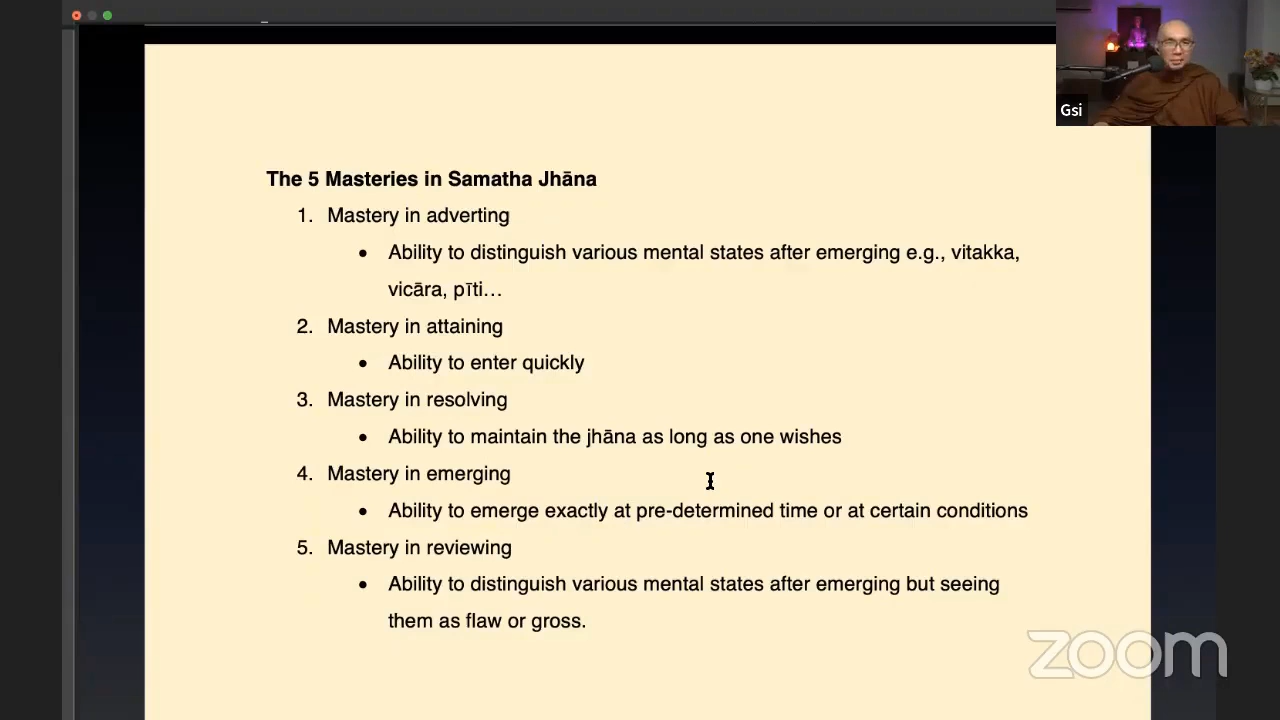 Gsi
The 5 Masteries in Samatha Jhāna
1. Mastery in adverting
• Ability to distinguish various mental states after emerging e.g., vitakka,
vicāra, pīti…
2. Mastery in attaining
• Ability to enter quickly
3. Mastery in resolving
• Ability to maintain the jhāna as long as one wishes
4. Mastery in emerging
• Ability to emerge exactly at pre-determined time or at certain conditions
5. Mastery in reviewing
• Ability to distinguish various mental states after emerging but seeing
them as flaw or gross.
zoom